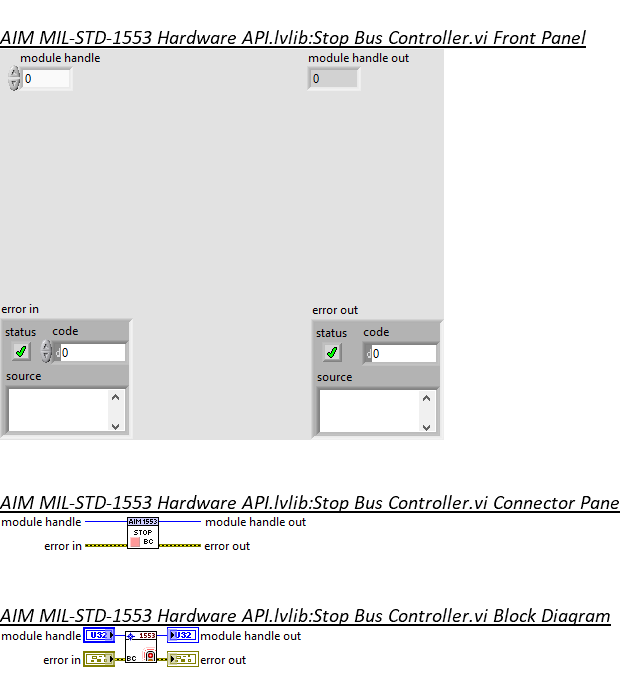 AIM MIL-STD-1553 Hardware API.lvlib:Stop Bus Controller.vi Front Panel
module handle module handle out
0 0
error in error out
status code status code
0 0
source source
AIM MIL-STD-1553 Hardware API.lvlib:Stop Bus Controller.vi Connector Pane
module handle AIM1553 module handle out
STOP
error in BC error out
AIM MIL-STD-1553 Hardware API.lvlib:Stop Bus Controller.vi Block Diagram
module handle U32 1553 U32 module handle out
error in BC error out